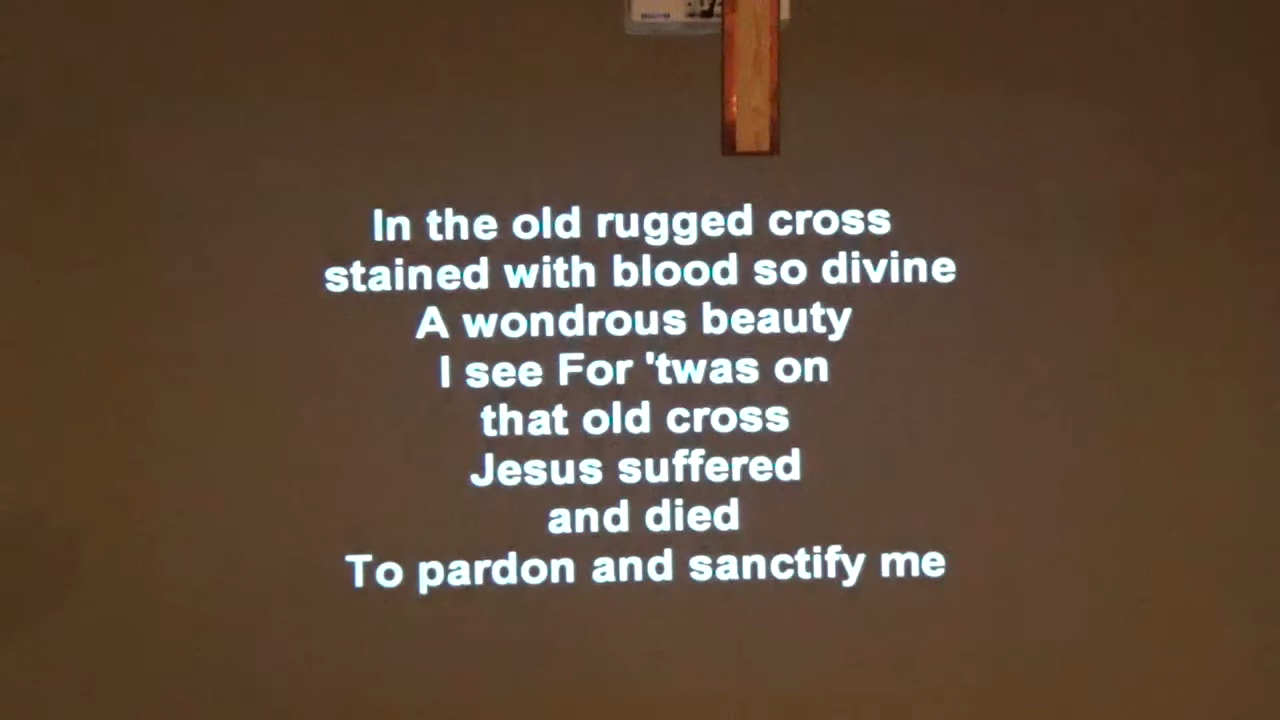 In the old rugged cross
stained with blood so divine
A wondrous beauty
I see For 'twas on
that old cross
Jesus suffered
and died
To pardon and sanctify me